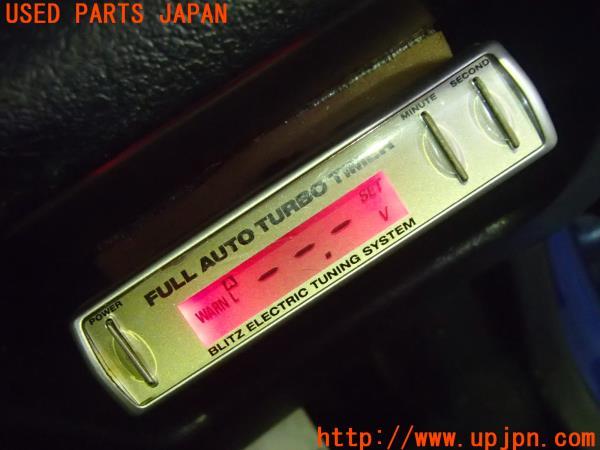 USED PARTS JAPAN
MINUTE SECOND
FULL AUTO TURBO TIMER
SET
WARN - - -. V
BLITZ ELECTRIC TUNING SYSTEM
POWER
http://www.upjpn.com